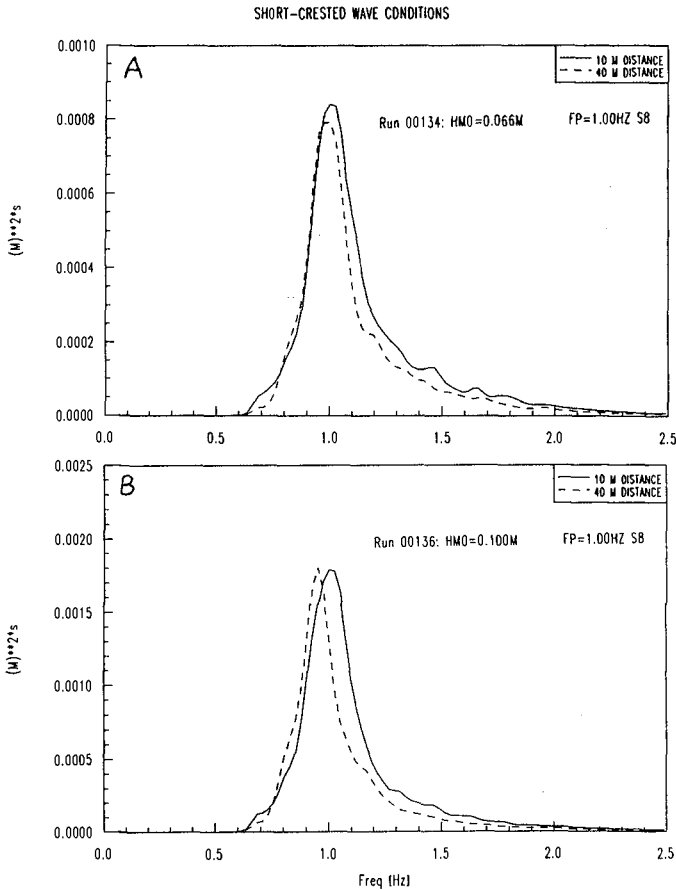 SHORT-CRESTED WAVE CONDITIONS
A
10 M DISTANCE
40 M DISTANCE
Run 00134: HM0=0.066M FP=1.00HZ S8
(M)**2*s
0.0010
0.0008
0.0006
0.0004
0.0002
0.0000
0.0 0.5 1.0 1.5 2.0 2.5
B
10 M DISTANCE
40 M DISTANCE
Run 00136: HM0=0.100M FP=1.00HZ S8
(M)**2*s
0.0025
0.0020
0.0015
0.0010
0.0005
0.0000
0.0 0.5 1.0 1.5 2.0 2.5
Freq [Hz]